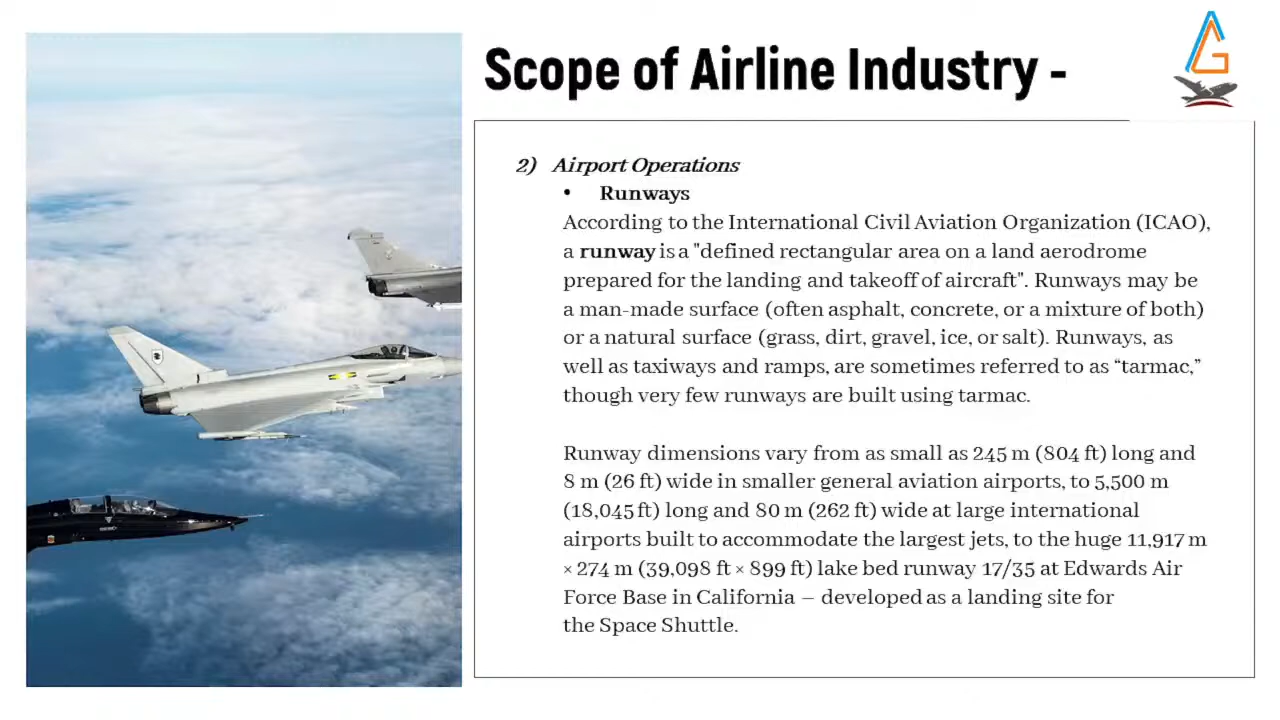 Scope of Airline Industry -
2) Airport Operations
• Runways
According to the International Civil Aviation Organization (ICAO),
a runway is a "defined rectangular area on a land aerodrome
prepared for the landing and takeoff of aircraft". Runways may be
a man-made surface (often asphalt, concrete, or a mixture of both)
or a natural surface (grass, dirt, gravel, ice, or salt). Runways, as
well as taxiways and ramps, are sometimes referred to as “tarmac,”
though very few runways are built using tarmac.
Runway dimensions vary from as small as 245 m (804 ft) long and
8 m (26 ft) wide in smaller general aviation airports, to 5,500 m
(18,045 ft) long and 80 m (262 ft) wide at large international
airports built to accommodate the largest jets, to the huge 11,917 m
× 274 m (39,098 ft × 899 ft) lake bed runway 17/35 at Edwards Air
Force Base in California – developed as a landing site for
the Space Shuttle.